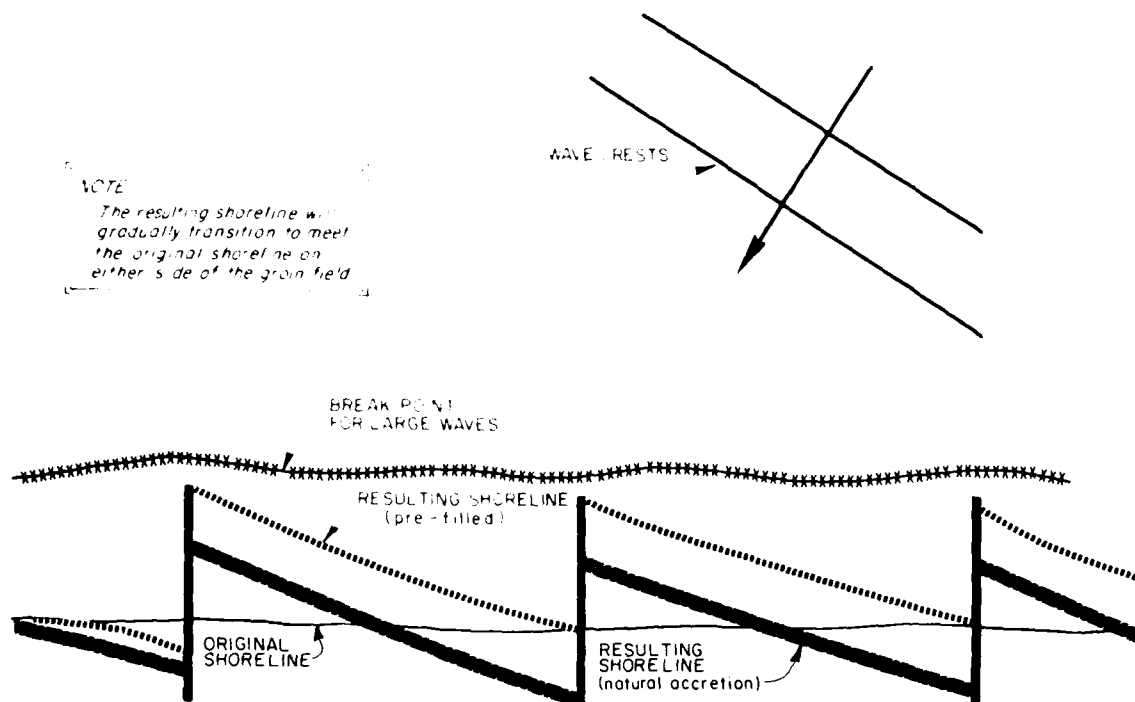 WAVE CRESTS
NOTE
The resulting shoreline will
gradually transition to meet
the original shoreline on
either side of the groin field
BREAK POINT
FOR LARGE WAVES
RESULTING SHORELINE
(pre-filled)
ORIGINAL
SHORELINE
RESULTING
SHORELINE
(natural accretion)